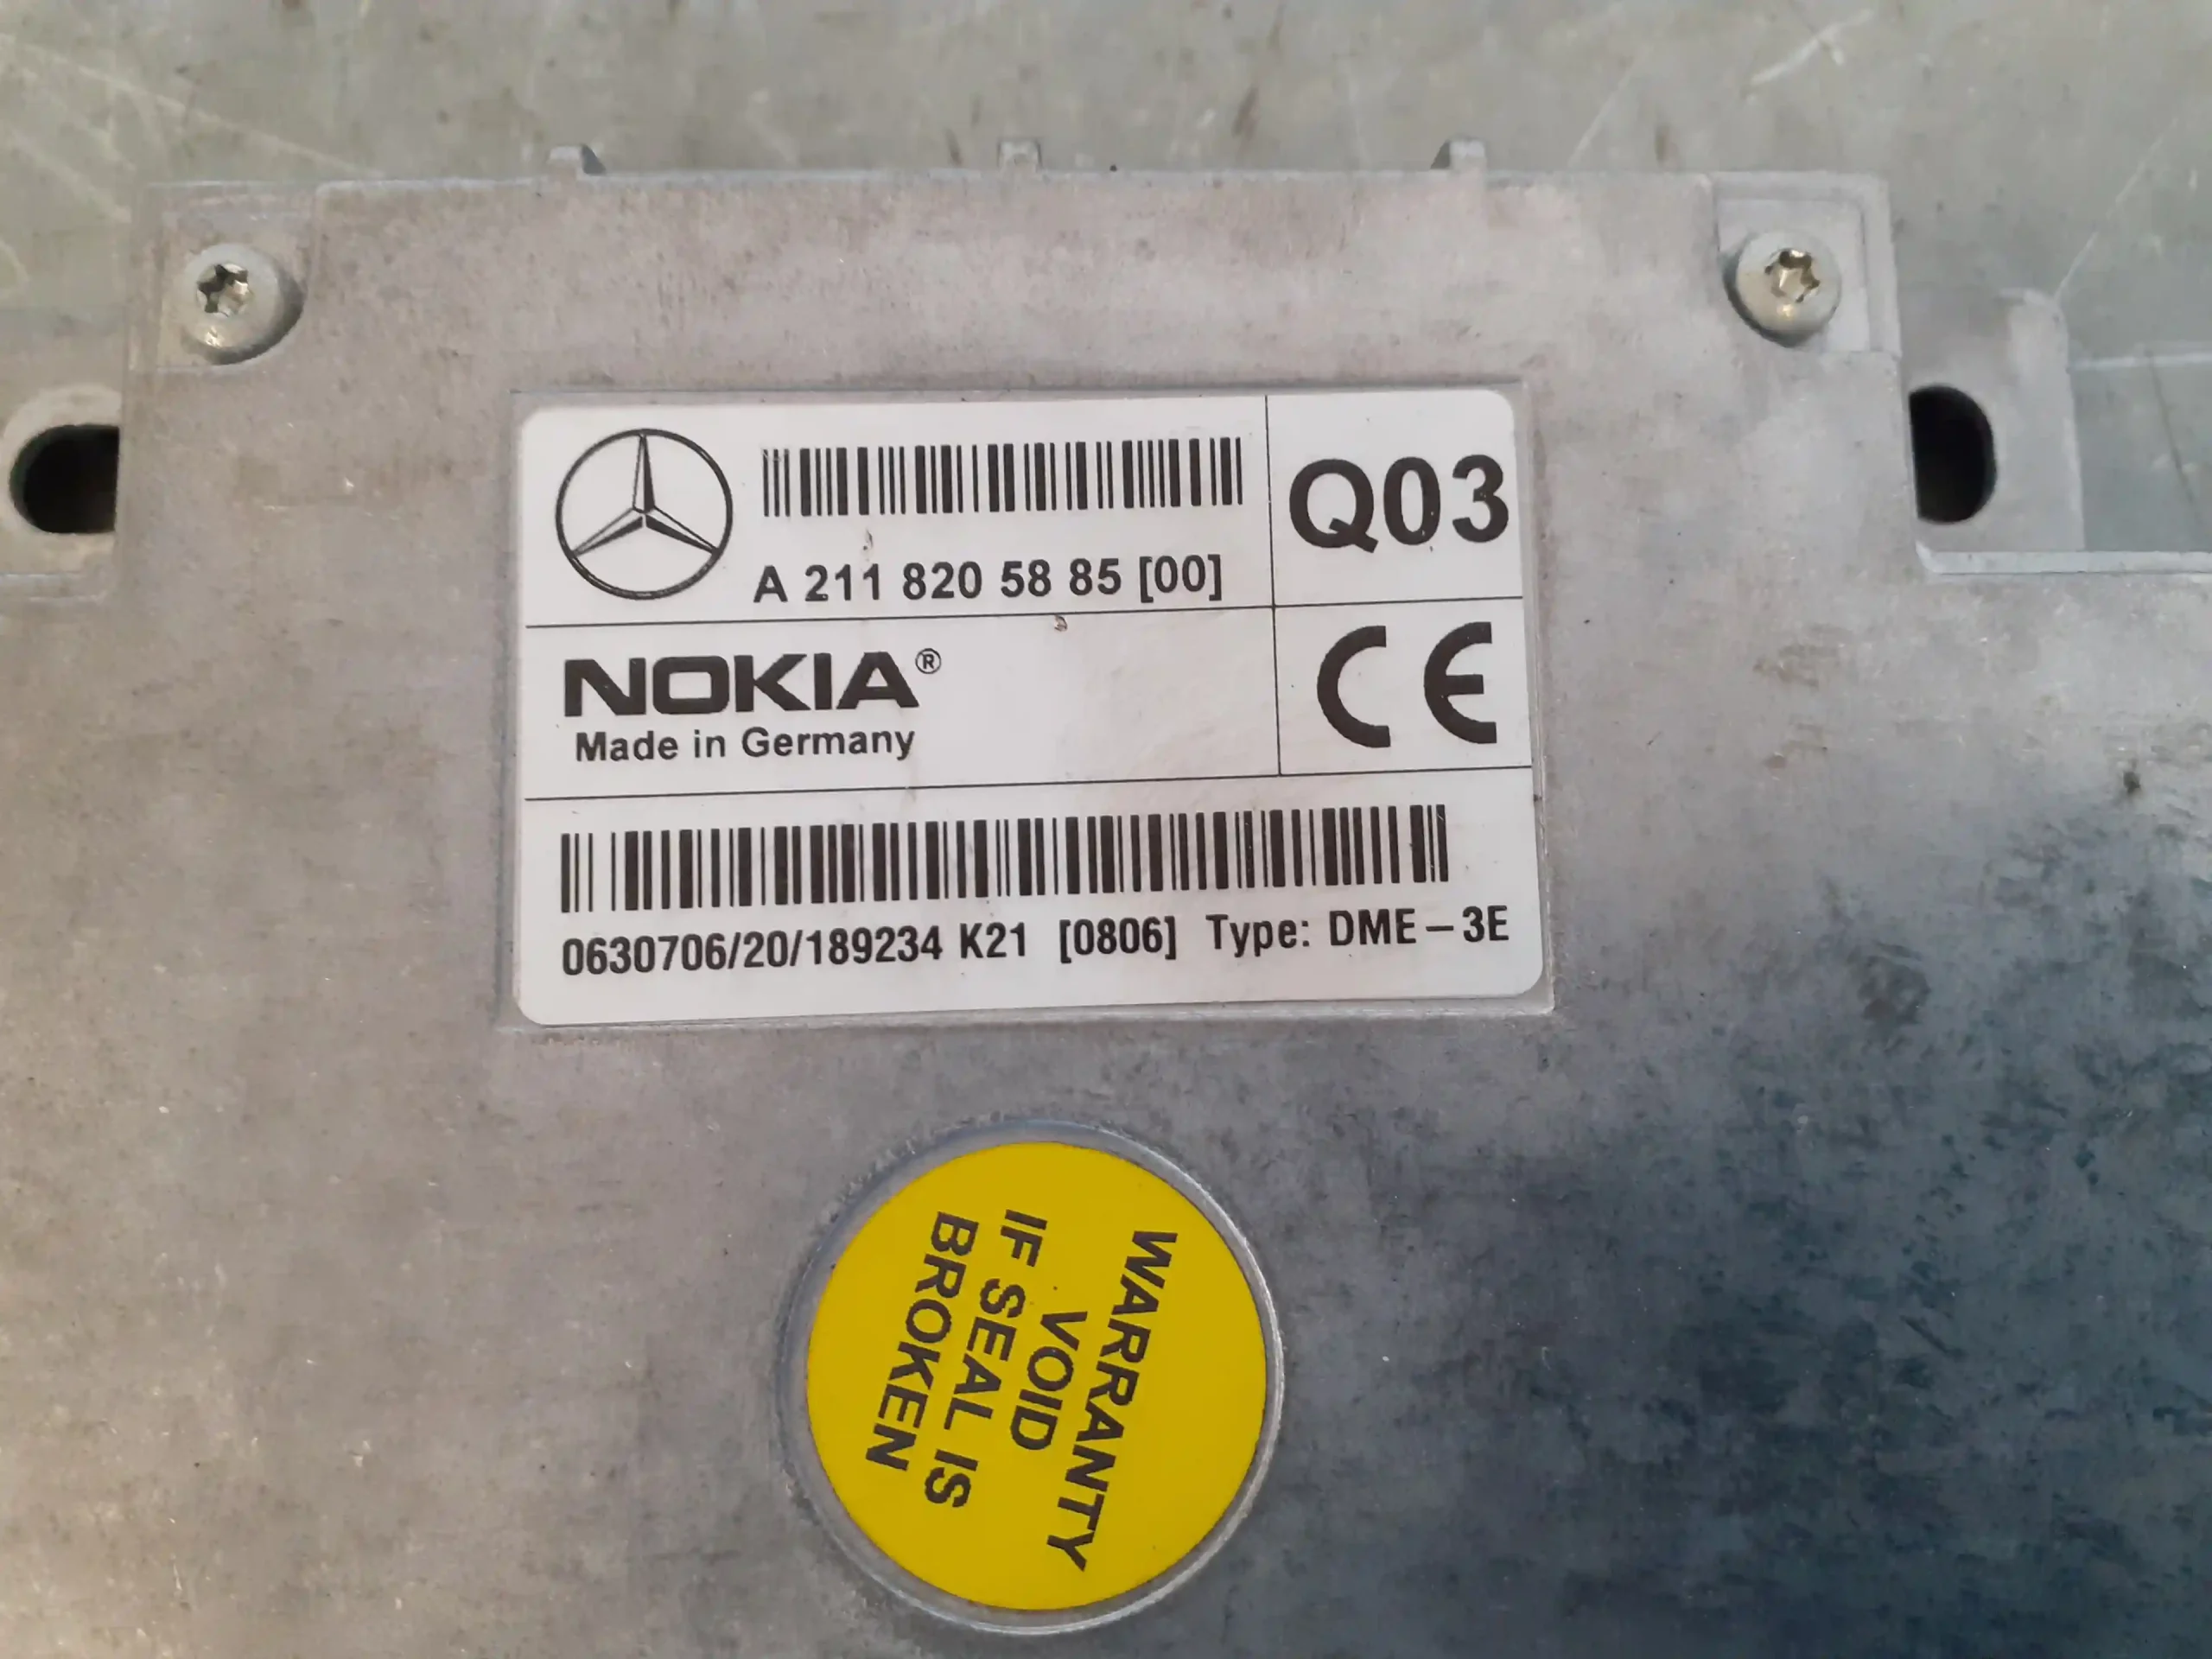 A 211 820 58 85 [00]
Q03
NOKIA®
Made in Germany
CE
0630706/20/189234 K21 [0806] Type: DME-3E
WARRANTY
VOID
IF SEAL IS
BROKEN